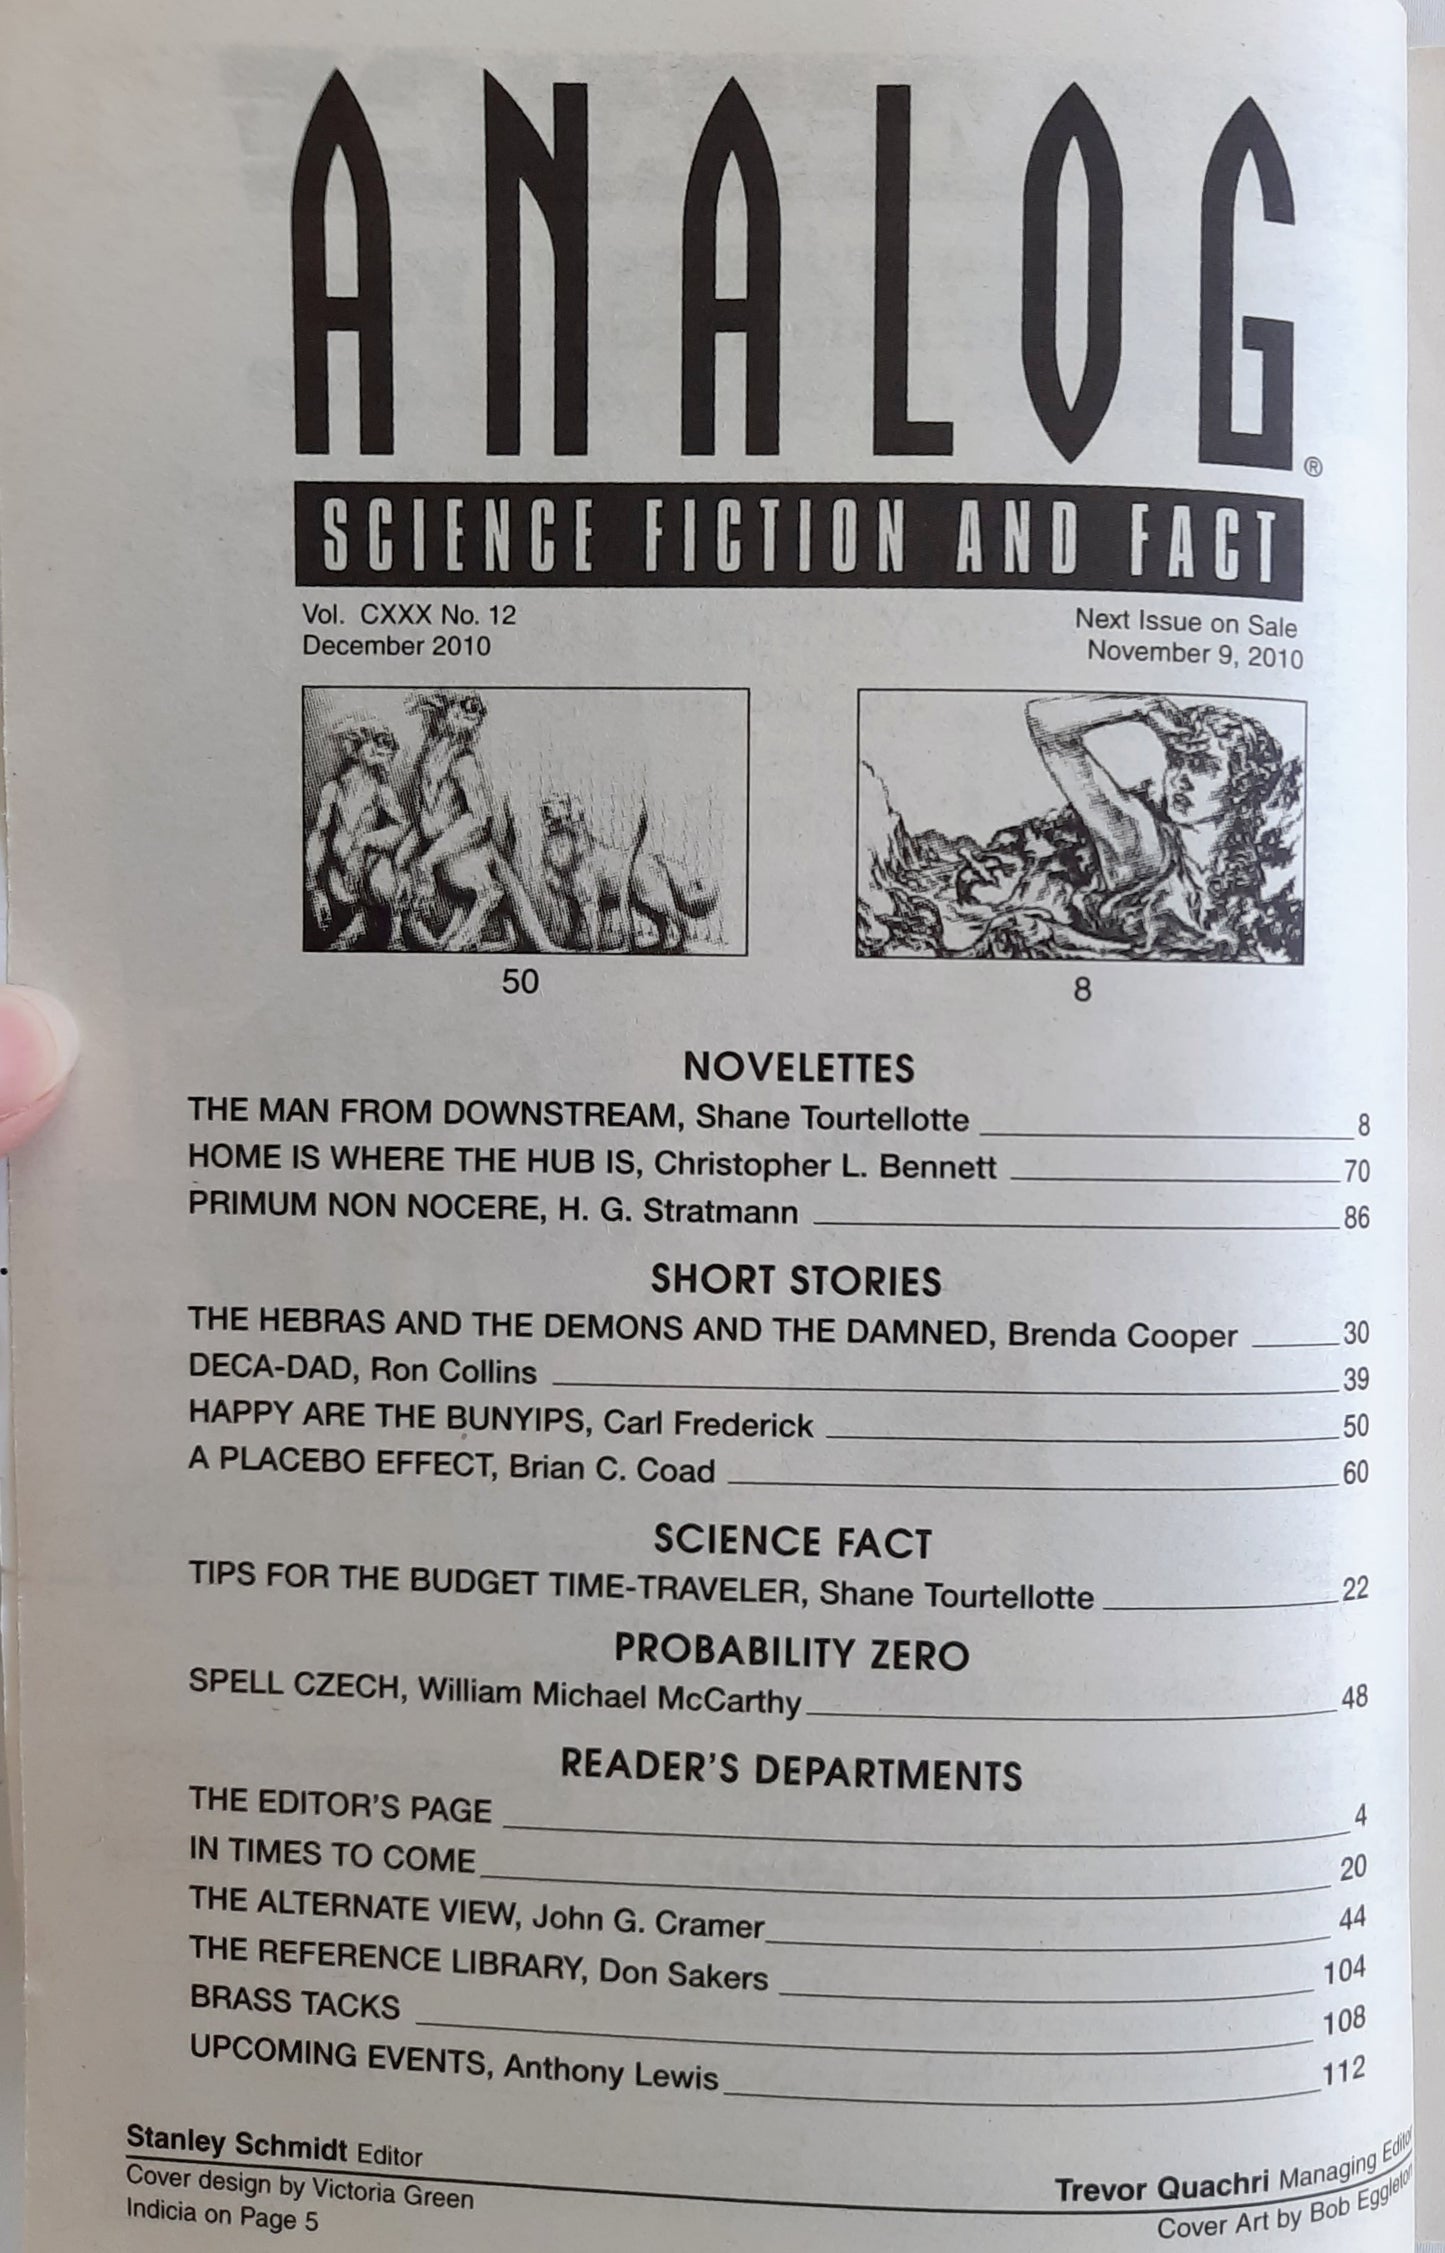 ANALOG®
SCIENCE FICTION AND FACT
Vol. CXXX No. 12
December 2010
Next Issue on Sale
November 9, 2010
50
8
NOVELETTES
THE MAN FROM DOWNSTREAM, Shane Tourtellotte 8
HOME IS WHERE THE HUB IS, Christopher L. Bennett 70
PRIMUM NON NOCERE, H. G. Stratmann 86
SHORT STORIES
THE HEBRAS AND THE DEMONS AND THE DAMNED, Brenda Cooper 30
DECA-DAD, Ron Collins 39
HAPPY ARE THE BUNYIPS, Carl Frederick 50
A PLACEBO EFFECT, Brian C. Coad 60
SCIENCE FACT
TIPS FOR THE BUDGET TIME-TRAVELER, Shane Tourtellotte 22
PROBABILITY ZERO
SPELL CZECH, William Michael McCarthy 48
READER'S DEPARTMENTS
THE EDITOR'S PAGE 4
IN TIMES TO COME 20
THE ALTERNATE VIEW, John G. Cramer 44
THE REFERENCE LIBRARY, Don Sakers 104
BRASS TACKS 108
UPCOMING EVENTS, Anthony Lewis 112
Stanley Schmidt Editor
Cover design by Victoria Green
Indicia on Page 5
Trevor Quachri Managing Editor
Cover Art by Bob Eggleton